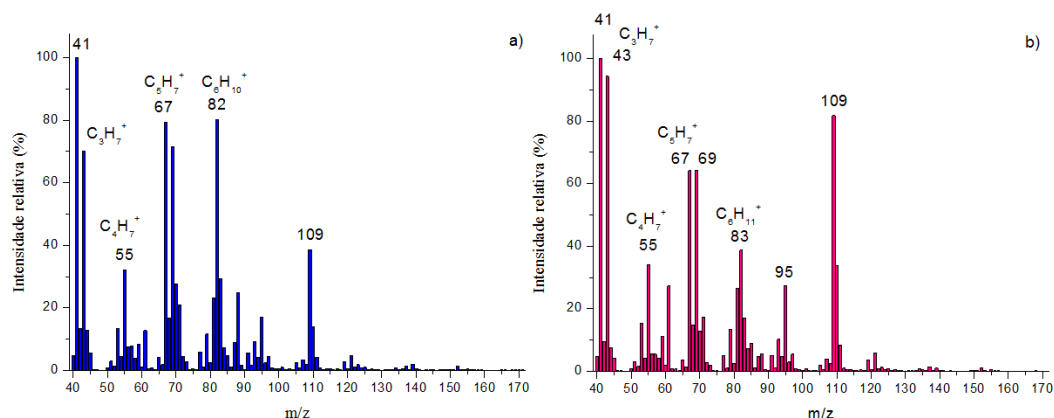 a)
41
C₃H₇⁺
C₄H₇⁺
55
C₅H₇⁺
67
C₆H₁₀⁺
82
109
Intensidade relativa (%)
100
80
60
40
20
0
40 50 60 70 80 90 100 110 120 130 140 150 160 170
m/z
b)
41
C₃H₇⁺
43
C₄H₇⁺
55
C₅H₇⁺
67 69
C₆H₁₁⁺
83
95
109
Intensidade relativa (%)
100
80
60
40
20
0
40 50 60 70 80 90 100 110 120 130 140 150 160 170
m/z